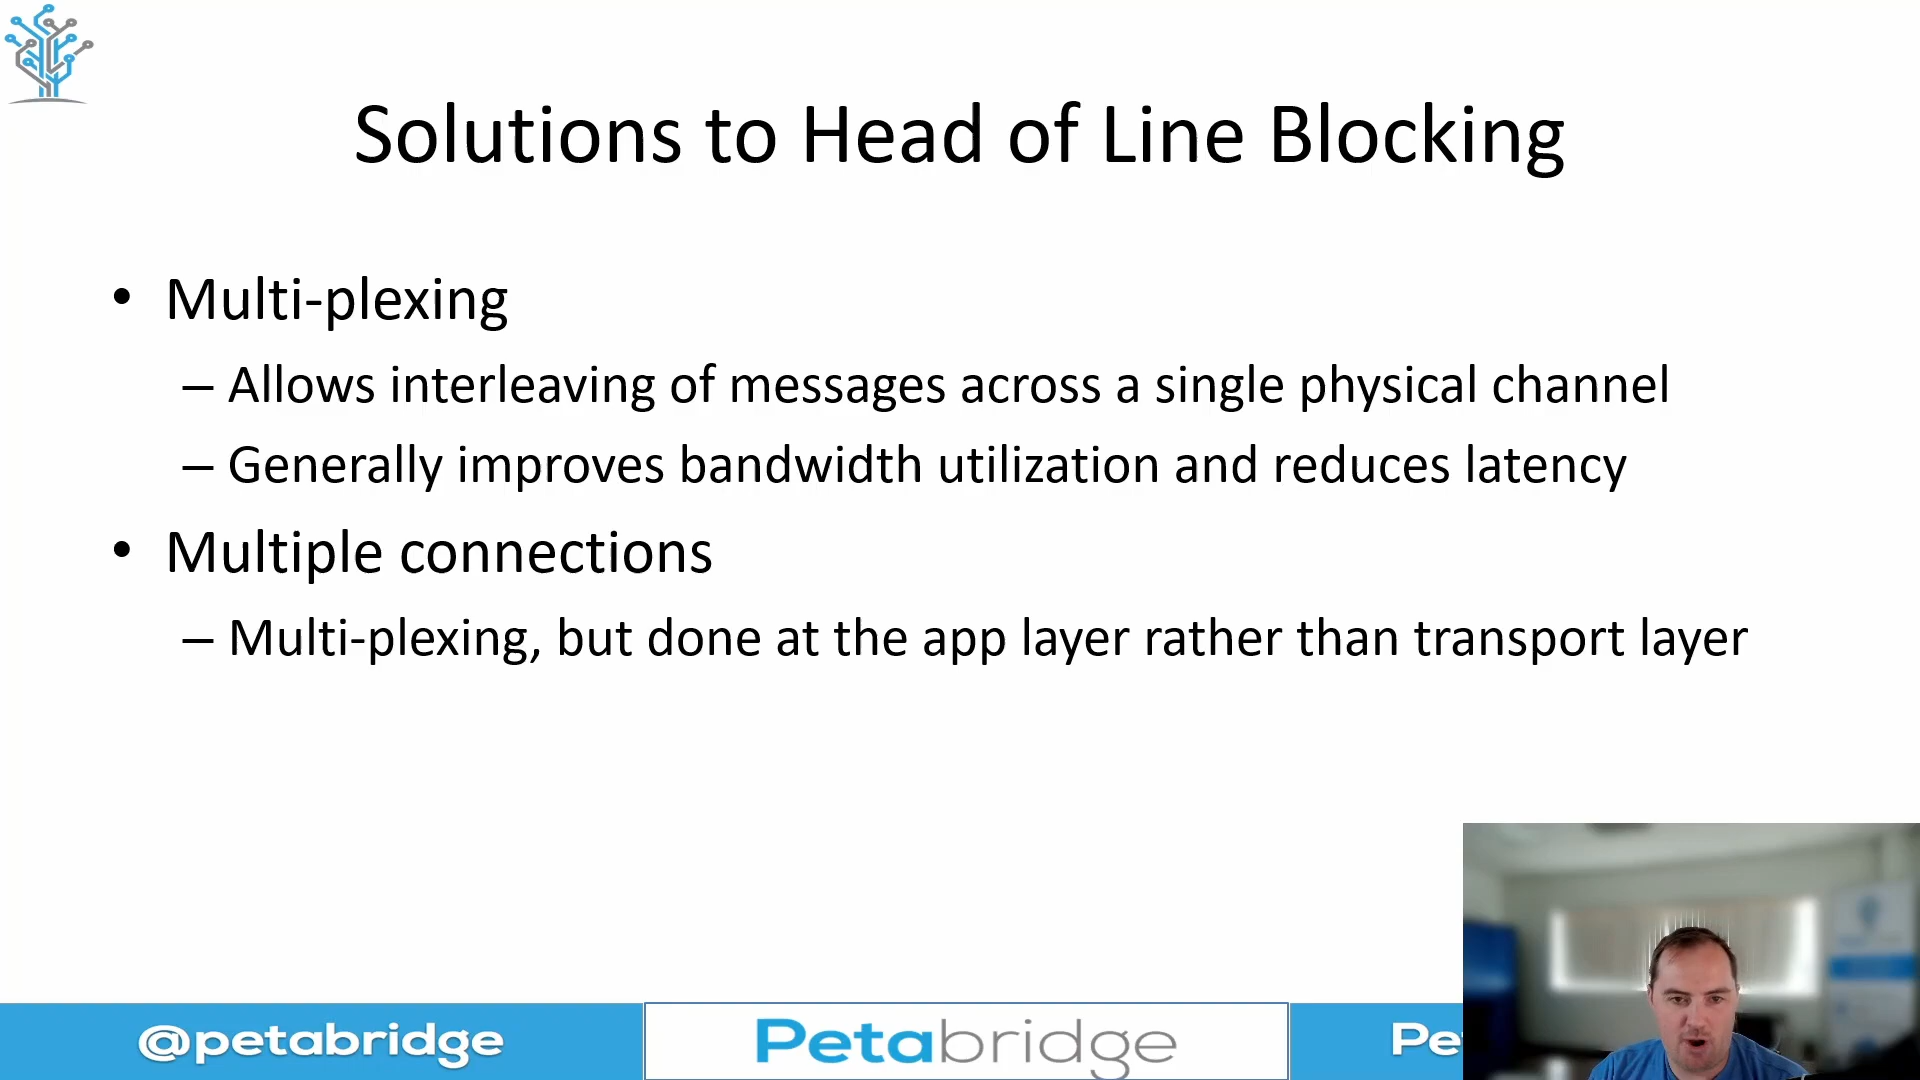 Solutions to Head of Line Blocking
• Multi-plexing
– Allows interleaving of messages across a single physical channel
– Generally improves bandwidth utilization and reduces latency
• Multiple connections
– Multi-plexing, but done at the app layer rather than transport layer
@petabridge
Petabridge
Pe